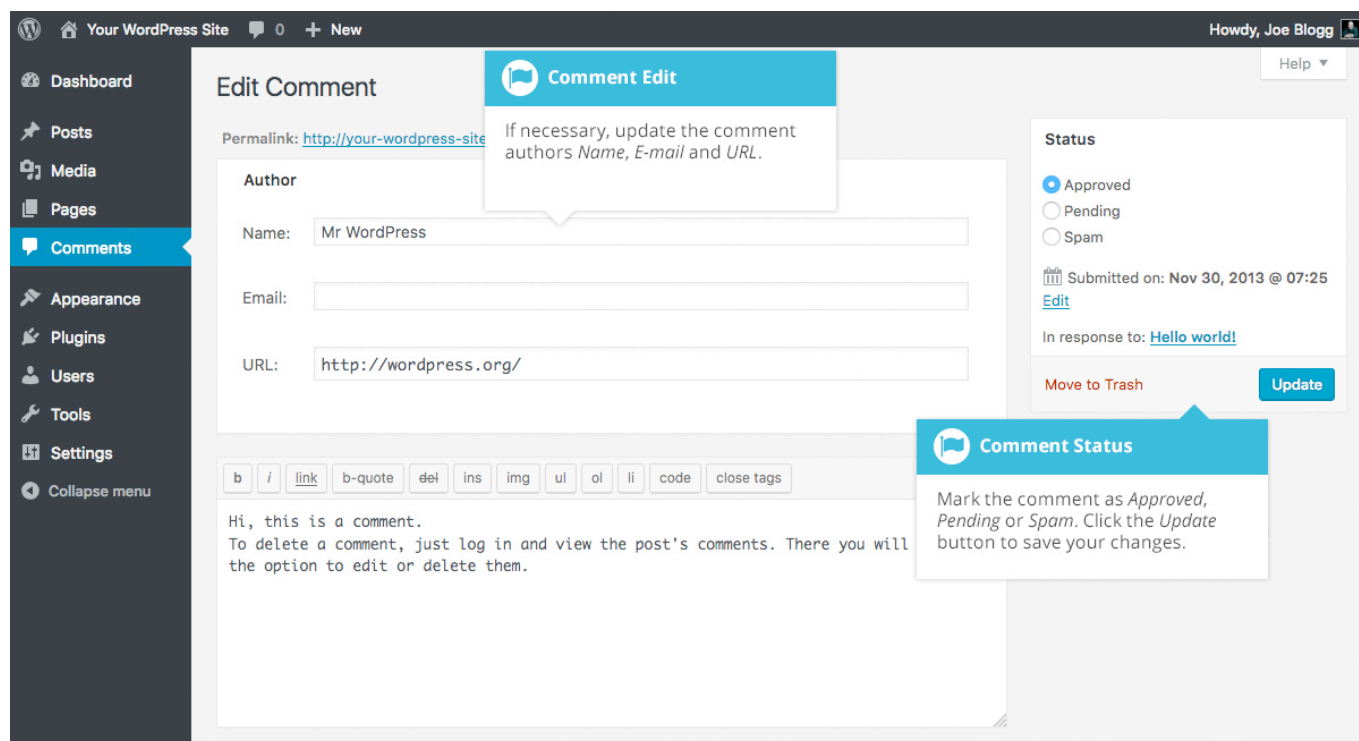 Your WordPress Site 0 + New
Howdy, Joe Blogg
Help ▼
Dashboard
Posts
Media
Pages
Comments
Appearance
Plugins
Users
Tools
Settings
Collapse menu
Edit Comment
Permalink: http://your-wordpress-site
Comment Edit
If necessary, update the comment
authors Name, E-mail and URL.
Author
Name: Mr WordPress
Email:
URL: http://wordpress.org/
b i link b-quote del ins img ul ol li code close tags
Hi, this is a comment.
To delete a comment, just log in and view the post's comments. There you will
the option to edit or delete them.
Status
Approved
Pending
Spam
Submitted on: Nov 30, 2013 @ 07:25
Edit
In response to: Hello world!
Move to Trash Update
Comment Status
Mark the comment as Approved,
Pending or Spam. Click the Update
button to save your changes.